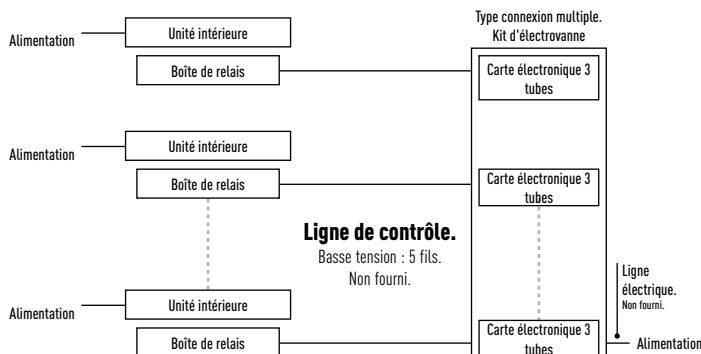 Type connexion multiple.
Kit d'électrovanne
Alimentation
Unité intérieure
Boîte de relais
Carte électronique 3
tubes
Alimentation
Unité intérieure
Boîte de relais
Carte électronique 3
tubes
Ligne de contrôle.
Basse tension : 5 fils.
Non fourni.
Ligne
électrique.
Non fourni.
Alimentation
Unité intérieure
Boîte de relais
Carte électronique 3
tubes
Alimentation